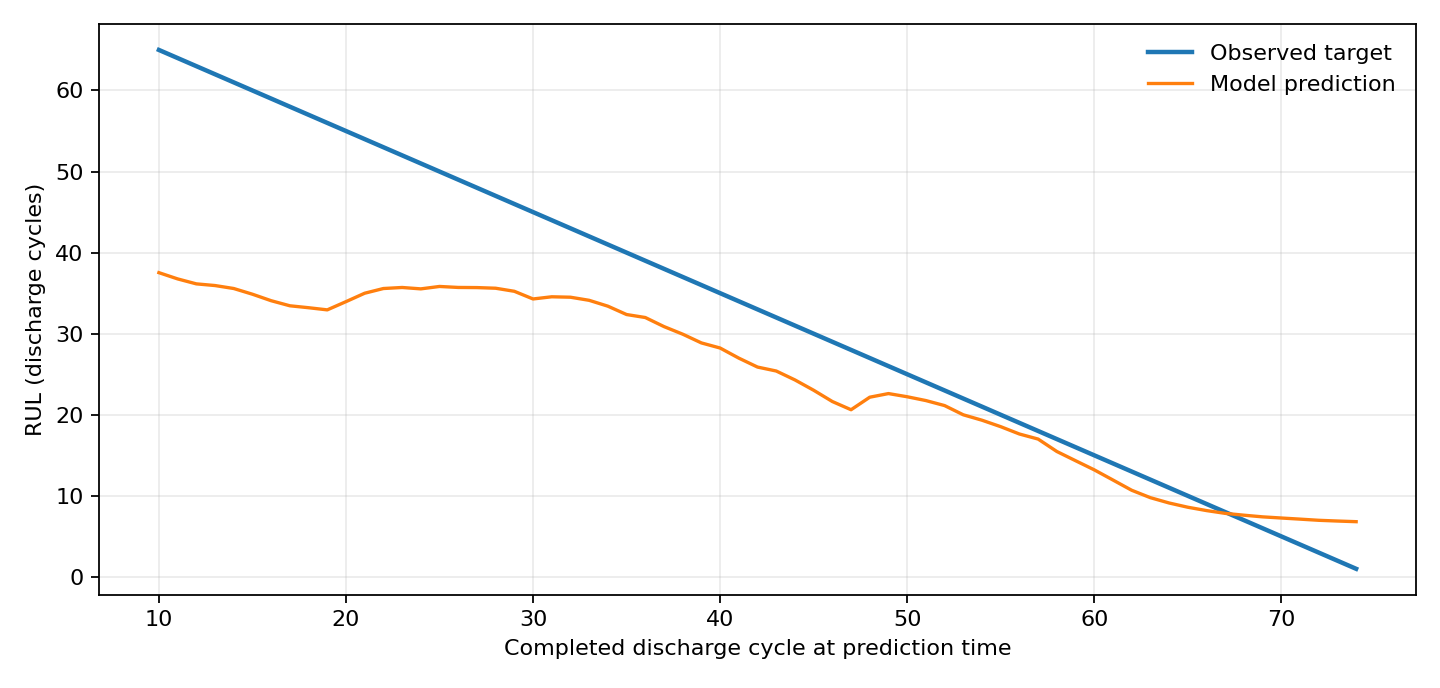 Observed target
Model prediction
60
50
40
30
20
10
0
RUL (discharge cycles)
10 20 30 40 50 60 70
Completed discharge cycle at prediction time